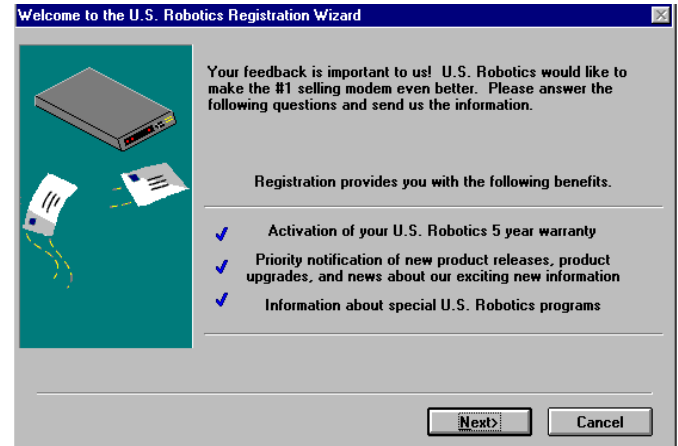 Welcome to the U.S. Robotics Registration Wizard
Your feedback is important to us! U.S. Robotics would like to
make the #1 selling modem even better. Please answer the
following questions and send us the information.
Registration provides you with the following benefits.
Activation of your U.S. Robotics 5 year warranty
Priority notification of new product releases, product
upgrades, and news about our exciting new information
Information about special U.S. Robotics programs
Next>
Cancel